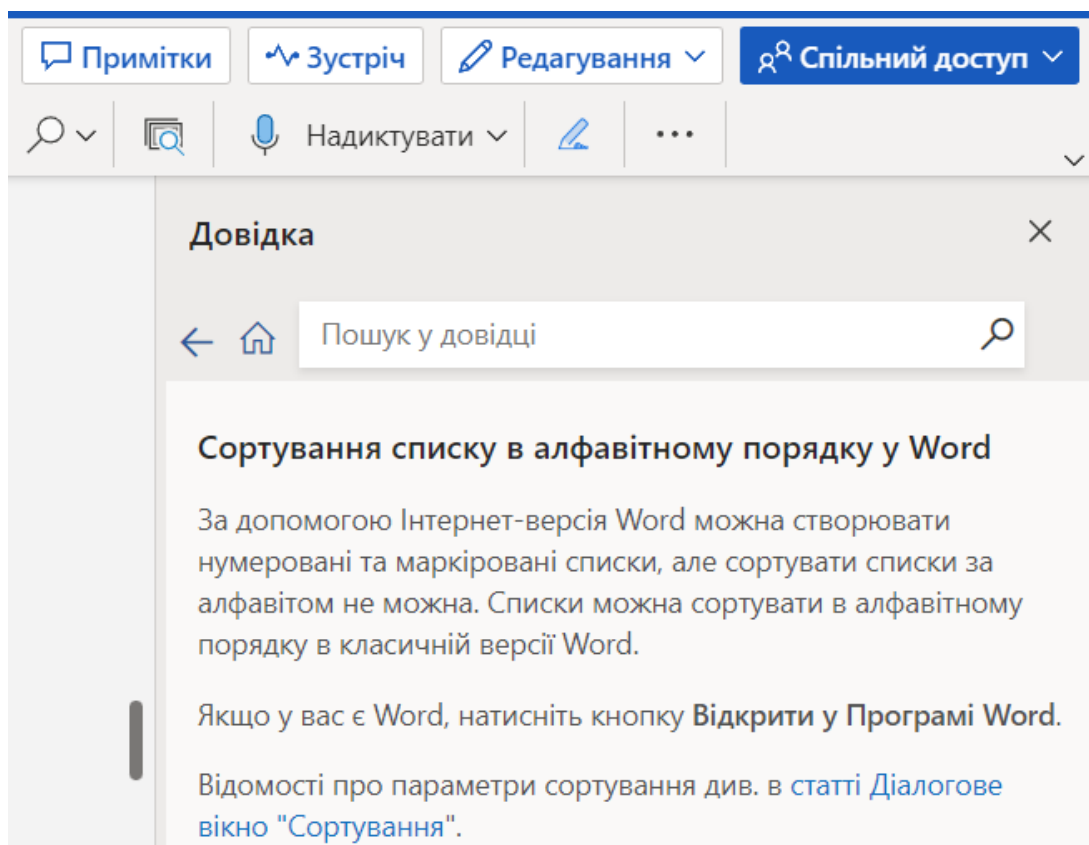 Примітки Зустріч Редагування Спільний доступ
Надиктувати
Довідка
Пошук у довідці
Сортування списку в алфавітному порядку у Word
За допомогою Інтернет-версія Word можна створювати
нумеровані та маркіровані списки, але сортувати списки за
алфавітом не можна. Списки можна сортувати в алфавітному
порядку в класичній версії Word.
Якщо у вас є Word, натисніть кнопку Відкрити у Програмі Word.
Відомості про параметри сортування див. в статті Діалогове
вікно "Сортування".